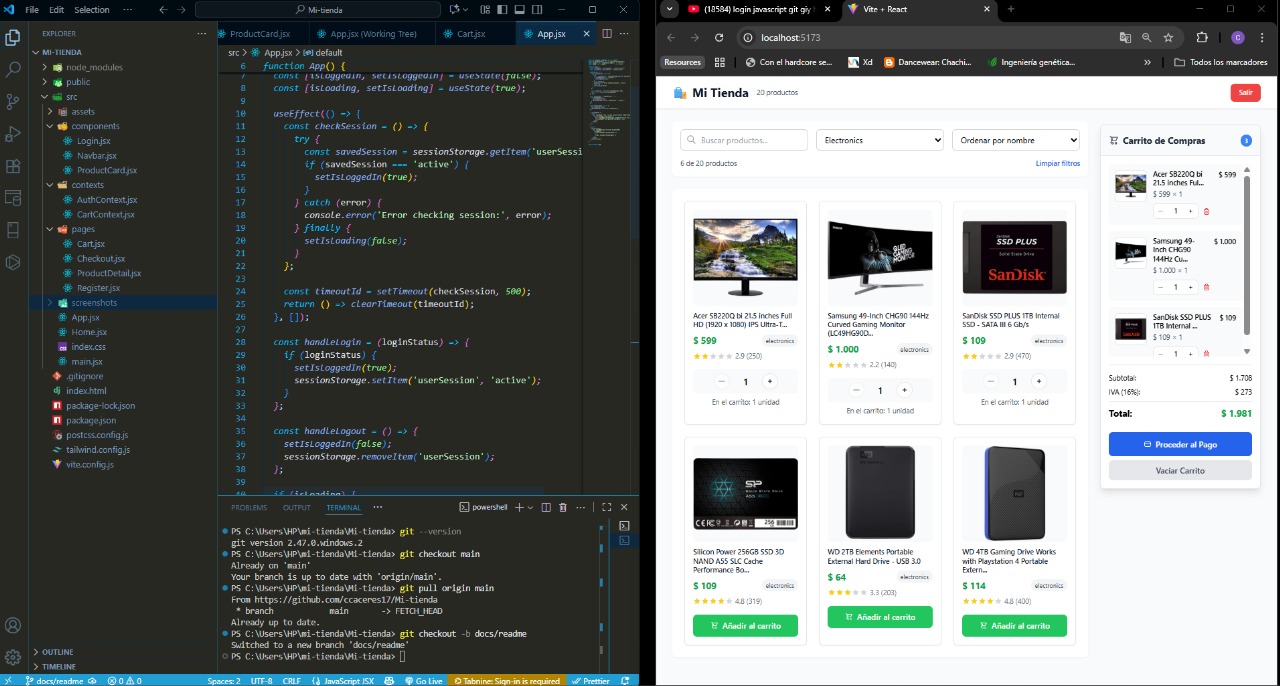 File Edit Selection ··· Mi-tienda
EXPLORER ···
MI-TIENDA
node_modules
public
src
assets
components
Login.jsx
Navbar.jsx
ProductCard.jsx
contexts
AuthContext.jsx
CartContext.jsx
pages
Cart.jsx
Checkout.jsx
ProductDetail.jsx
Register.jsx
screenshots
App.jsx
Home.jsx
index.css
main.jsx
.gitignore
index.html
package-lock.json
package.json
postcss.config.js
tailwind.config.js
vite.config.js
OUTLINE
TIMELINE
ProductCard.jsx App.jsx (Working Tree) Cart.jsx App.jsx
src > App.jsx > default
6 function App() {
7 const [isLoggedIn, setIsLoggedIn] = useState(false);
8 const [isLoading, setIsLoading] = useState(true);
9
10 useEffect(() => {
11 const checkSession = () => {
12 try {
13 const savedSession = sessionStorage.getItem('userSessi
14 if (savedSession === 'active') {
15 setIsLoggedIn(true);
16 }
17 } catch (error) {
18 console.error('Error checking session:', error);
19 } finally {
20 setIsLoading(false);
21 }
22 };
23
24 const timeoutId = setTimeout(checkSession, 500);
25 return () => clearTimeout(timeoutId);
26 }, []);
27
28 const handleLogin = (loginStatus) => {
29 if (loginStatus) {
30 setIsLoggedIn(true);
31 sessionStorage.setItem('userSession', 'active');
32 }
33 };
34
35 const handleLogout = () => {
36 setIsLoggedIn(false);
37 sessionStorage.removeItem('userSession');
38 };
39
40 if (isLoading) {
PROBLEMS OUTPUT TERMINAL ··· powershell
PS C:\Users\HP\mi-tienda\Mi-tienda> git --version
git version 2.47.0.windows.2
PS C:\Users\HP\mi-tienda\Mi-tienda> git checkout main
Already on 'main'
Your branch is up to date with 'origin/main'.
PS C:\Users\HP\mi-tienda\Mi-tienda> git pull origin main
From https://github.com/ccaceres17/Mi-tienda
* branch main -> FETCH_HEAD
Already up to date.
PS C:\Users\HP\mi-tienda\Mi-tienda> git checkout -b docs/readme
Switched to a new branch 'docs/readme'
PS C:\Users\HP\mi-tienda\Mi-tienda>
docs/readme 0 0 Spaces: 2 UTF-8 CRLF JavaScript JSX Go Live Tabnine: Sign-in is required Prettier
(18584) login javascript git giy Vite + React
localhost:5173
Resources Con el hardcore se... Xd Dancewear: Chachi... Ingeniería genética... » Todos los marcadores
Mi Tienda 20 productos Salir
Buscar productos... Electronics Ordenar por nombre
6 de 20 productos Limpiar filtros
Acer SB220Q bi 21.5 inches Full
HD (1920 x 1080) IPS Ultra-T...
$ 599 electronics
2.9 (250)
− 1 +
En el carrito: 1 unidad
Samsung 49-Inch CHG90 144Hz
Curved Gaming Monitor
(LC49HG90D...
$ 1.000 electronics
2.2 (140)
− 1 +
En el carrito: 1 unidad
QLED
GAMING
MONITOR
SanDisk
SSD PLUS
Solid State Drive
SanDisk
SanDisk SSD PLUS 1TB Internal
SSD - SATA III 6 Gb/s
$ 109 electronics
2.9 (470)
− 1 +
En el carrito: 1 unidad
SP
256
Silicon Power 256GB SSD 3D
NAND A55 SLC Cache
Performance Bo...
$ 109 electronics
4.8 (319)
Añadir al carrito
WD 2TB Elements Portable
External Hard Drive - USB 3.0
$ 64 electronics
3.3 (203)
Añadir al carrito
WD
WD 4TB Gaming Drive Works
with Playstation 4 Portable
Extern...
$ 114 electronics
4.8 (400)
Añadir al carrito
Carrito de Compras 3
Acer SB220Q bi $ 599
21.5 inches Ful...
$ 599 × 1
− 1 +
Samsung 49- $ 1.000
Inch CHG90
144Hz Cu...
$ 1.000 × 1
− 1 +
SanDisk SSD PLUS $ 109
1TB Internal ...
$ 109 × 1
− 1 +
Subtotal: $ 1.708
IVA (16%): $ 273
Total: $ 1.981
Proceder al Pago
Vaciar Carrito